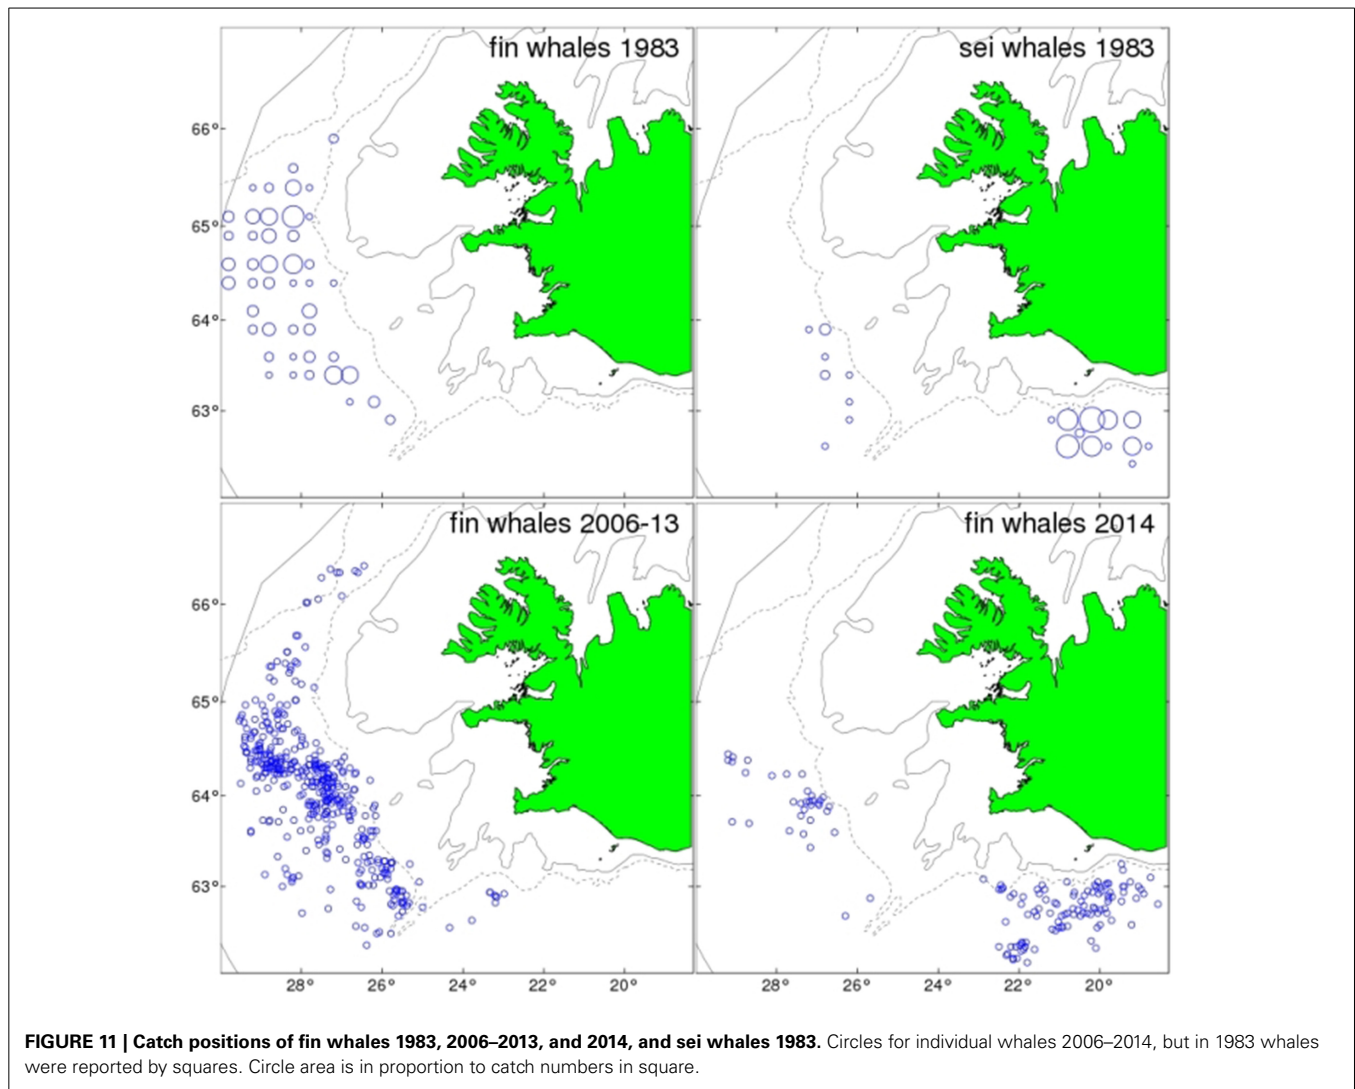 fin whales 1983
sei whales 1983
66°
65°
64°
63°
fin whales 2006-13
fin whales 2014
66°
65°
64°
63°
28° 26° 24° 22° 20° 28° 26° 24° 22° 20°
FIGURE 11 | Catch positions of fin whales 1983, 2006–2013, and 2014, and sei whales 1983. Circles for individual whales 2006–2014, but in 1983 whales
were reported by squares. Circle area is in proportion to catch numbers in square.